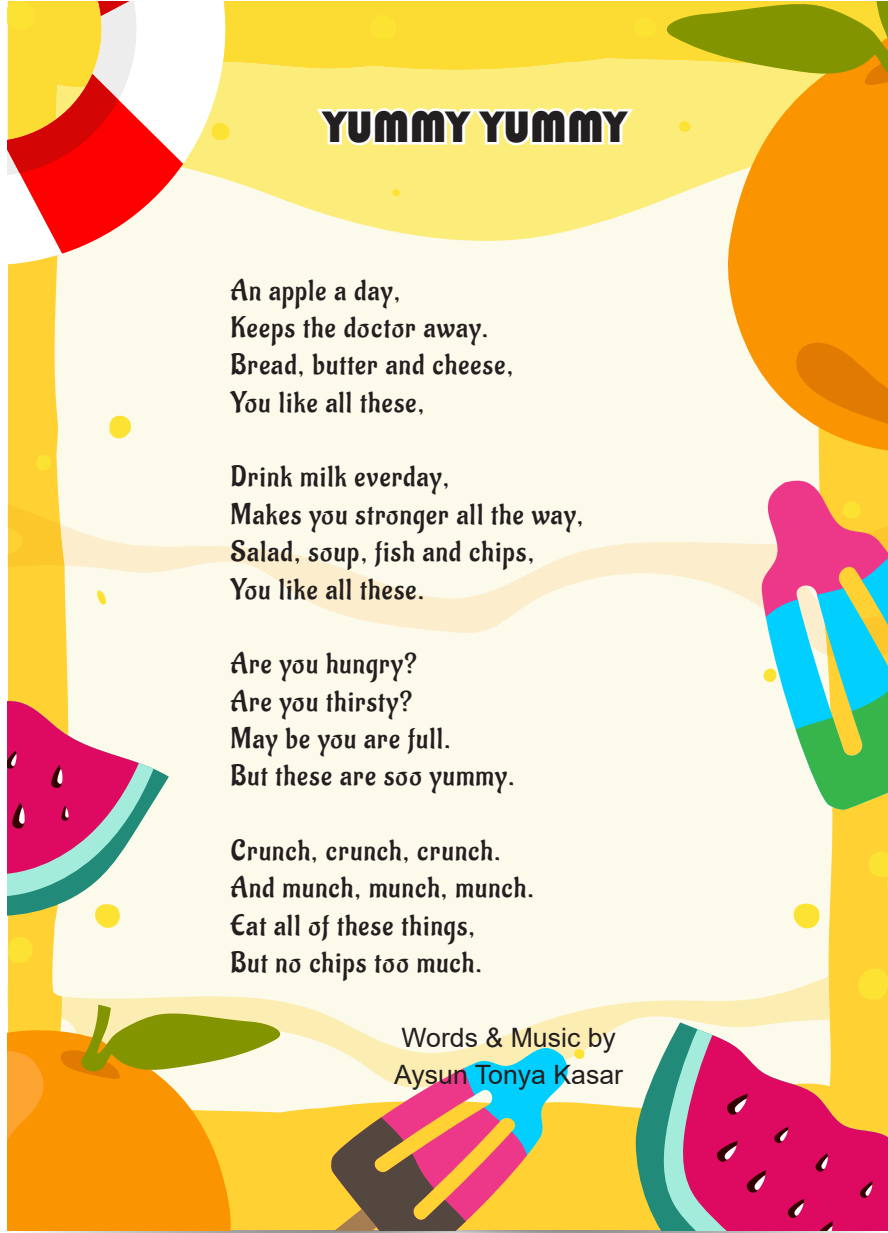 YUMMY YUMMY
An apple a day,
Keeps the doctor away.
Bread, butter and cheese,
You like all these,
Drink milk everday,
Makes you stronger all the way,
Salad, soup, fish and chips,
You like all these.
Are you hungry?
Are you thirsty?
May be you are full.
But these are soo yummy.
Crunch, crunch, crunch.
And munch, munch, munch.
Eat all of these things,
But no chips too much.
Words & Music by
Aysun Tonya Kasar